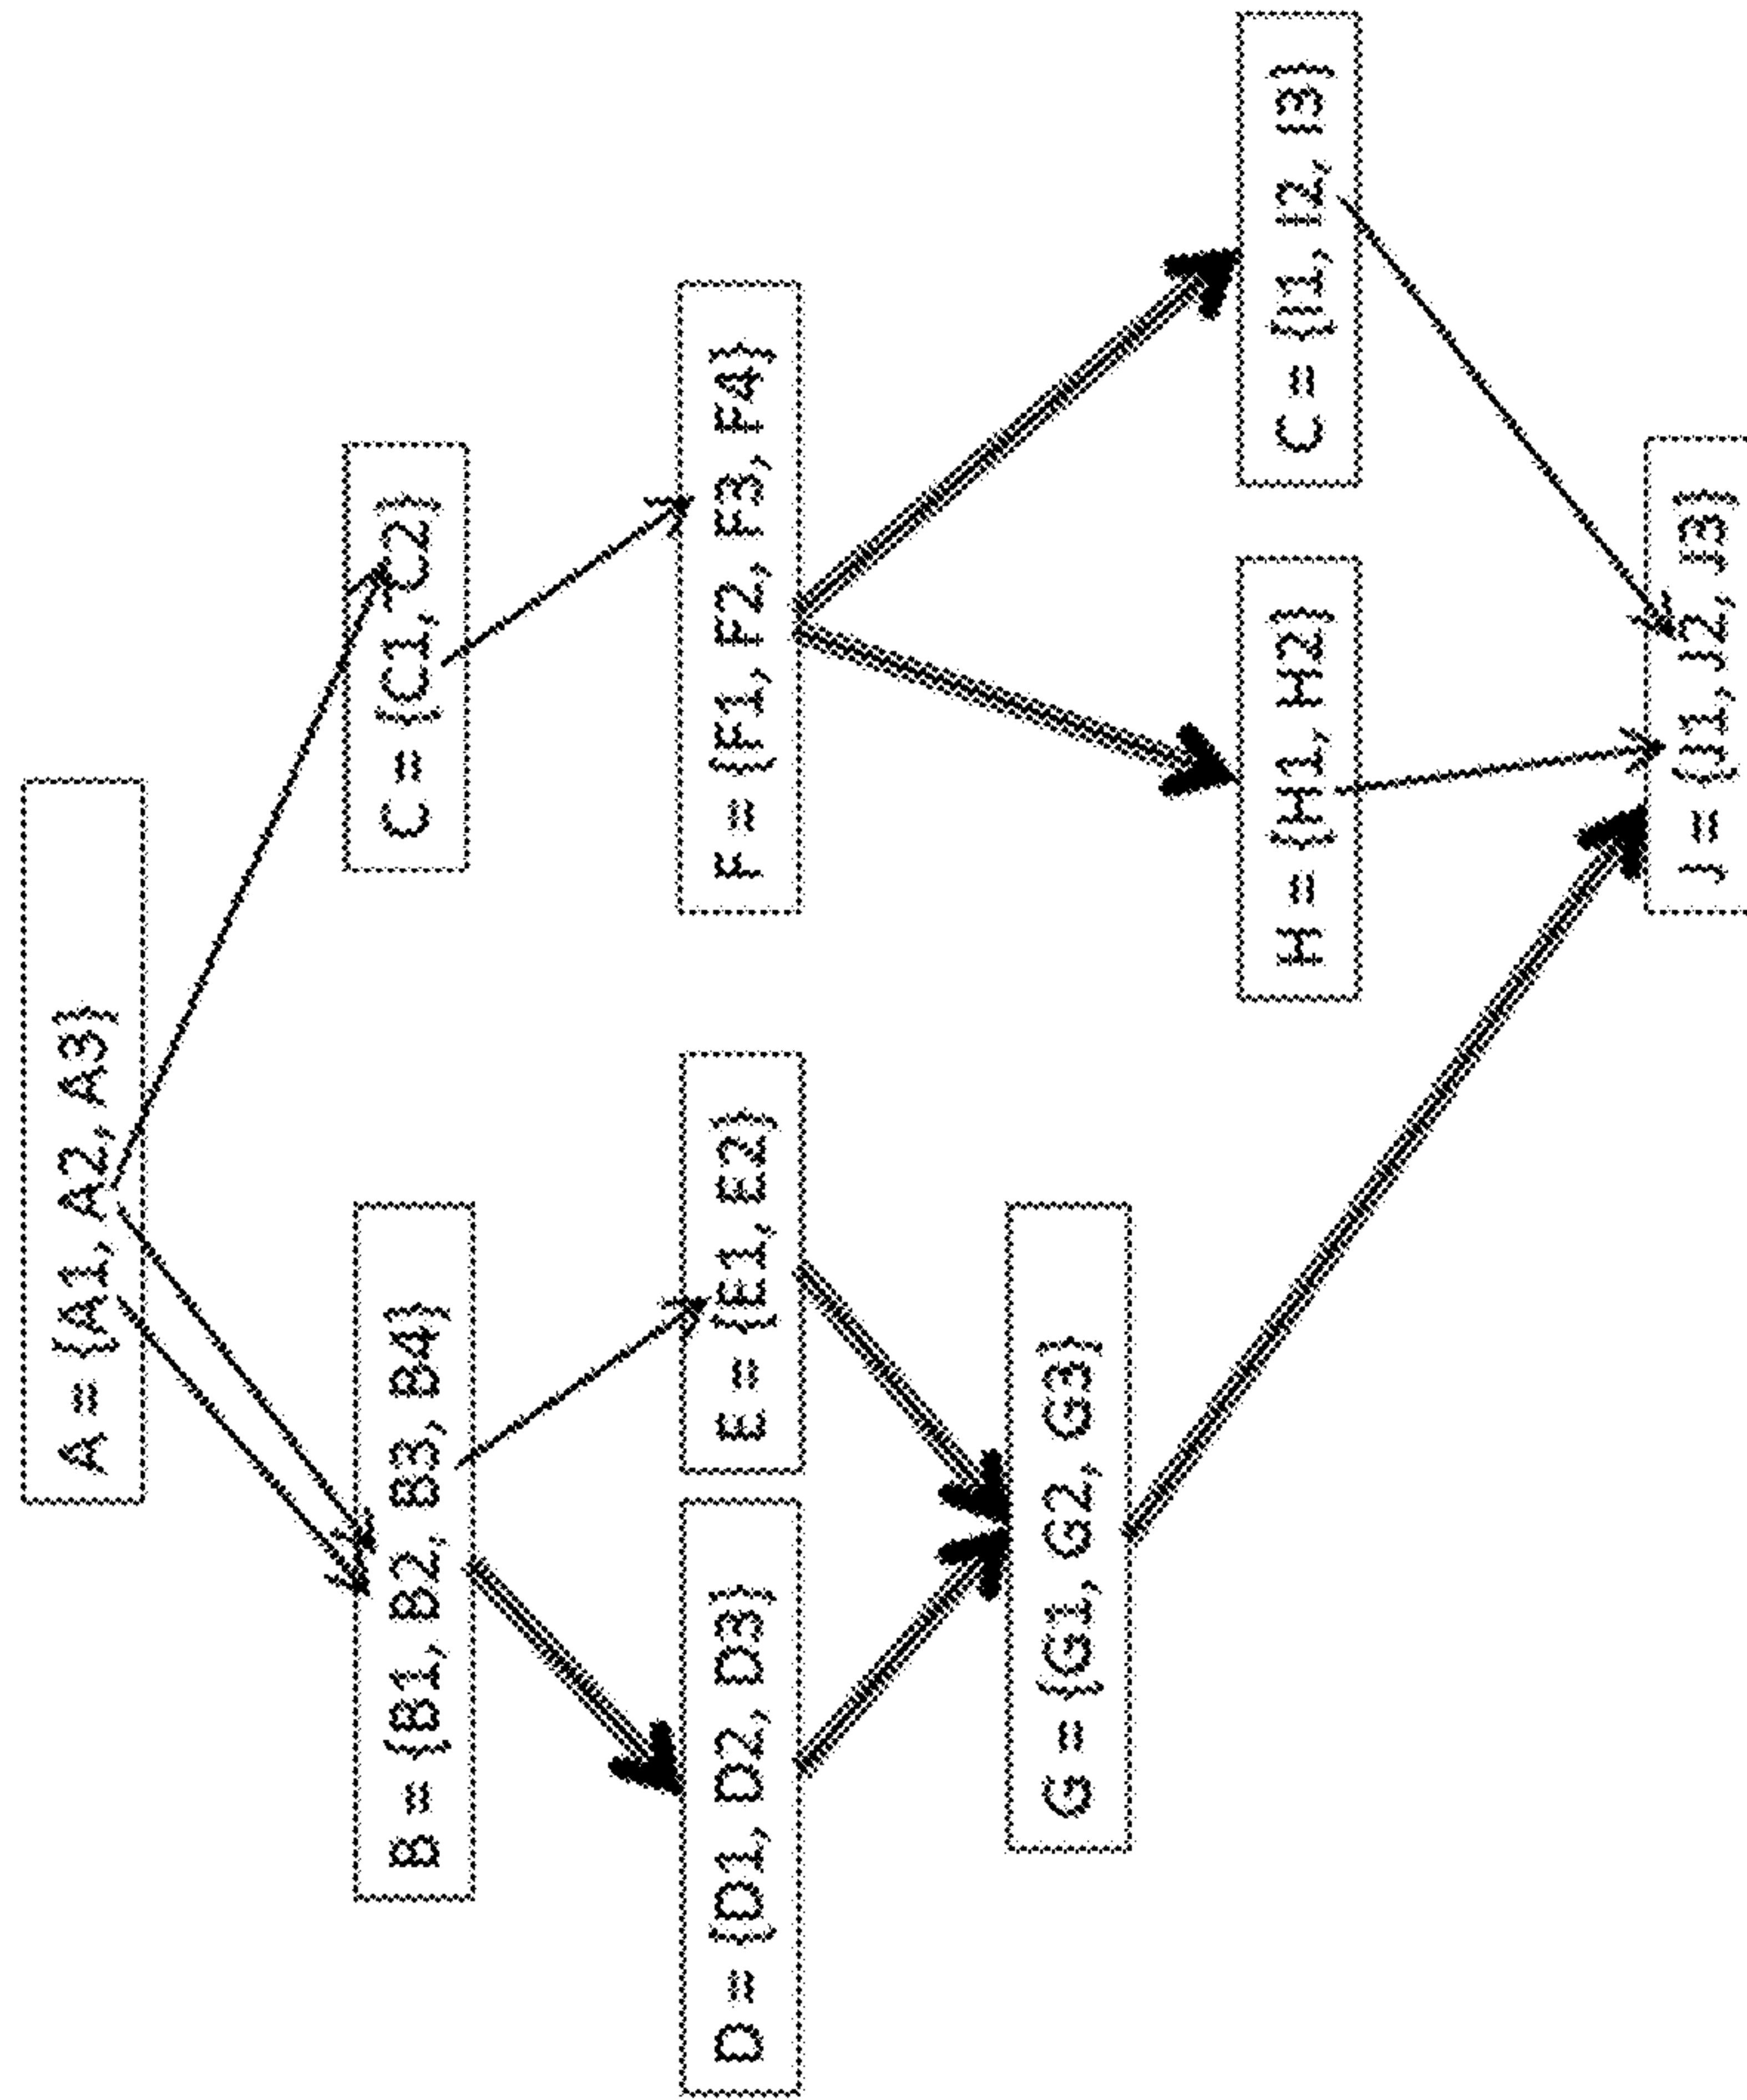 A = {A1, A2, A3}
B = {B1, B2, B3, B4}
C = {C1, C2}
D = {D1, D2, D3}
E = {E1, E2}
F = {F1, F2, F3, F4}
G = {G1, G2, G3}
H = {H1, H2}
C = {I1, I2, I3}
J = {J1, J2, J3}